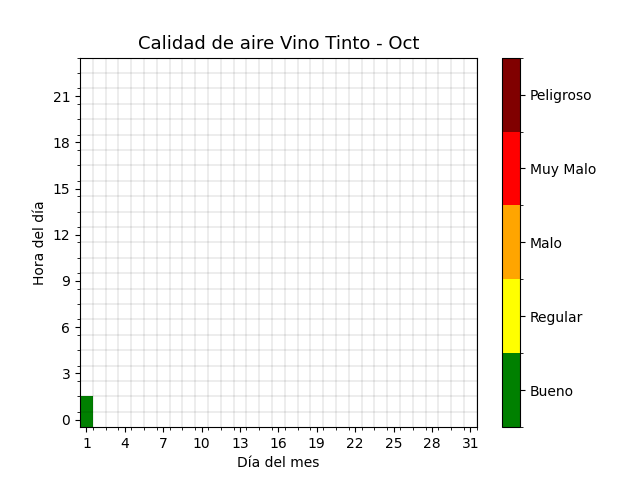 Calidad de aire Vino Tinto - Oct
Hora del día
21
18
15
12
9
6
3
0
1 4 7 10 13 16 19 22 25 28 31
Día del mes
Peligroso
Muy Malo
Malo
Regular
Bueno